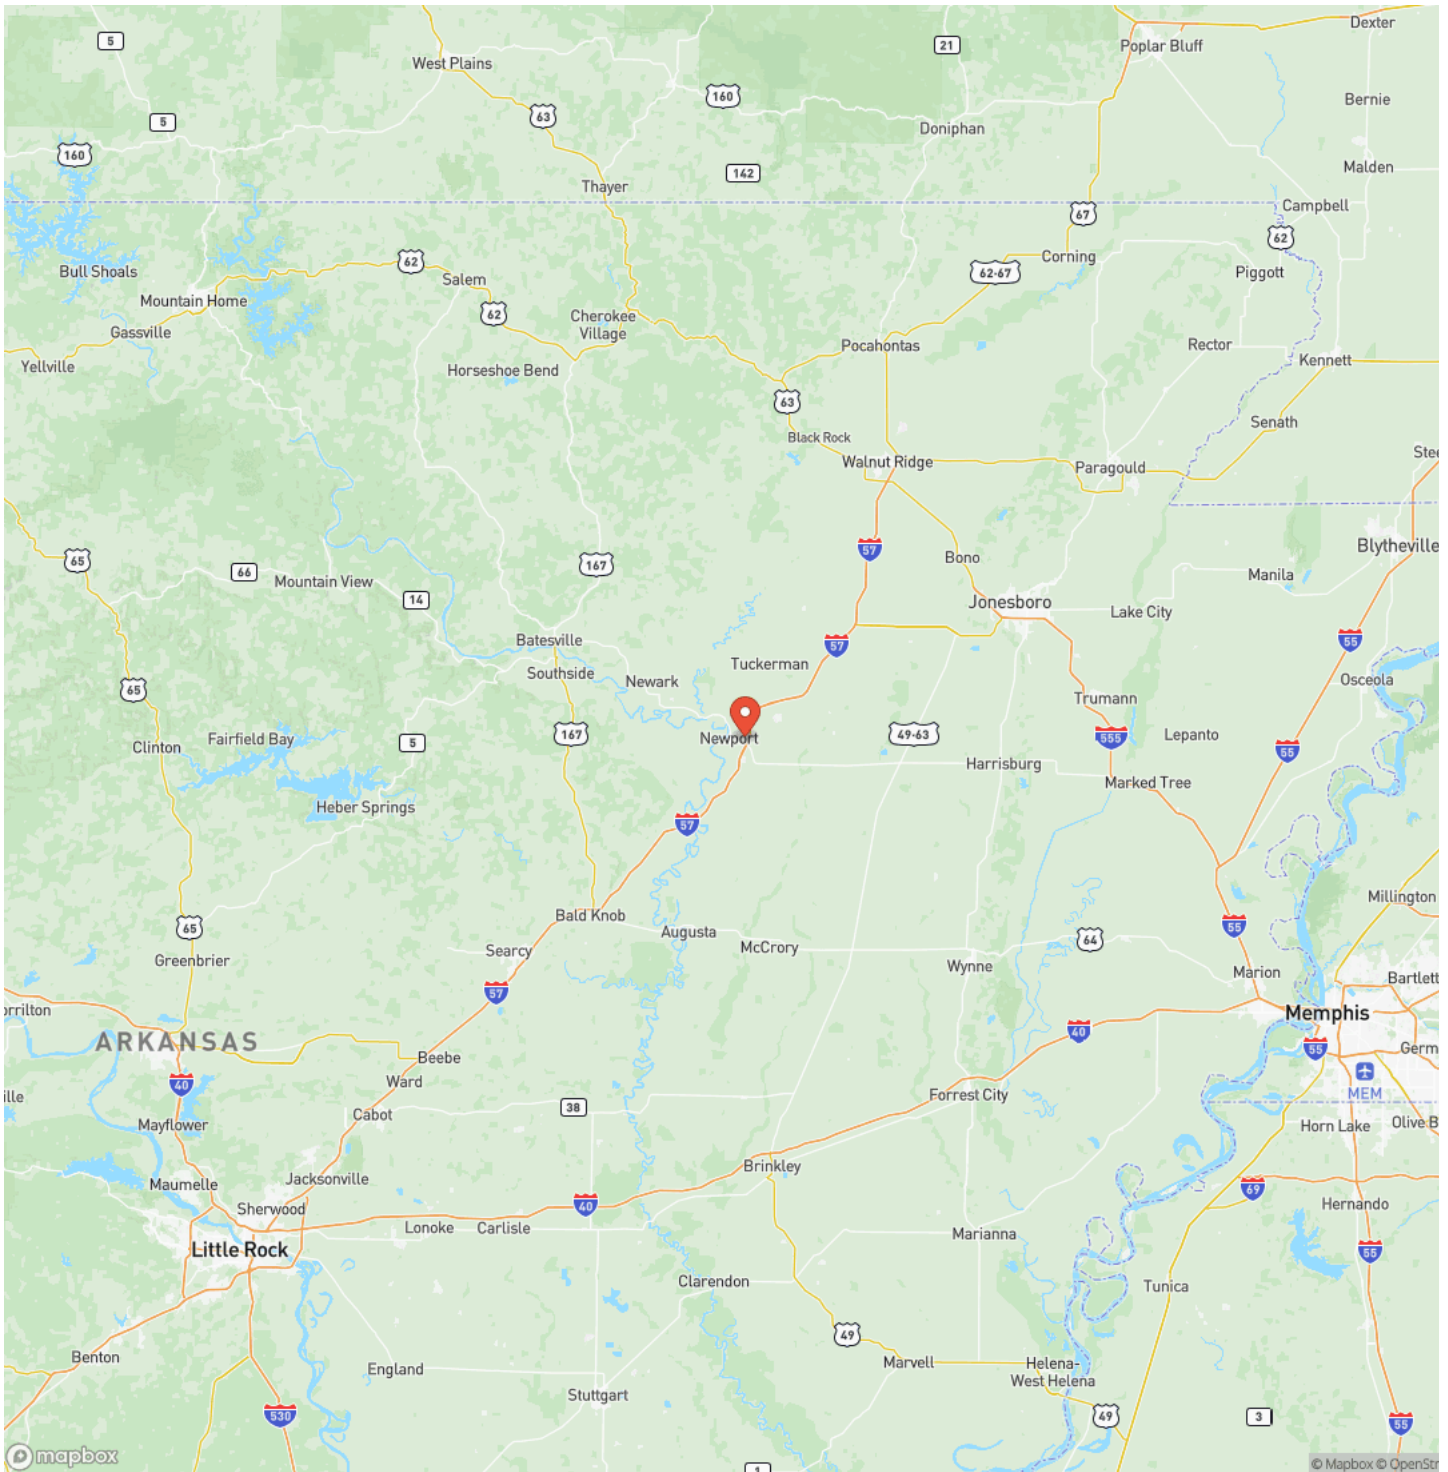 Dexter
5
21
Poplar Bluff
West Plains
160
Bernie
63
5
Doniphan
160
142
Malden
Thayer
Campbell
67
62
62
Corning
Bull Shoals
62-67
Piggott
Salem
Mountain Home
62
Cherokee
Village
Gassville
Pocahontas
Rector
Kennett
Yellville
Horseshoe Bend
63
Senath
Black Rock
Walnut Ridge
Paragould
Stee
57
Blytheville
65
167
Bono
66
Manila
Mountain View
14
Jonesboro
Lake City
Batesville
57
55
Tuckerman
Southside
Newark
Osceola
65
Trumann
167
49-63
555
Lepanto
Newport
Fairfield Bay
5
Clinton
55
Harrisburg
Marked Tree
Heber Springs
57
Millington
Bald Knob
65
55
Augusta
64
McCrory
Searcy
Greenbrier
Wynne
Marion
Bartlett
57
orrilton
Memphis
40
ARKANSAS
55
Germ
Beebe
MEM
40
Ward
ille
Forrest City
38
Cabot
Mayflower
Horn Lake
Olive B
Brinkley
Jacksonville
Maumelle
69
Sherwood
40
Hernando
Lonoke
Carlisle
Marianna
Little Rock
55
Clarendon
Tunica
49
Benton
Marvell
Helena-
West Helena
England
Stuttgart
530
49
3
55
mapbox
1
© Mapbox © OpenStr